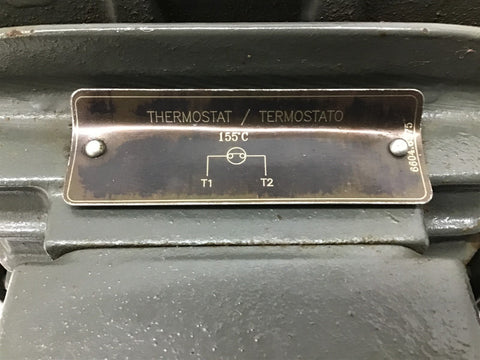 THERMOSTAT / TERMOSTATO
155°C
T1 T2